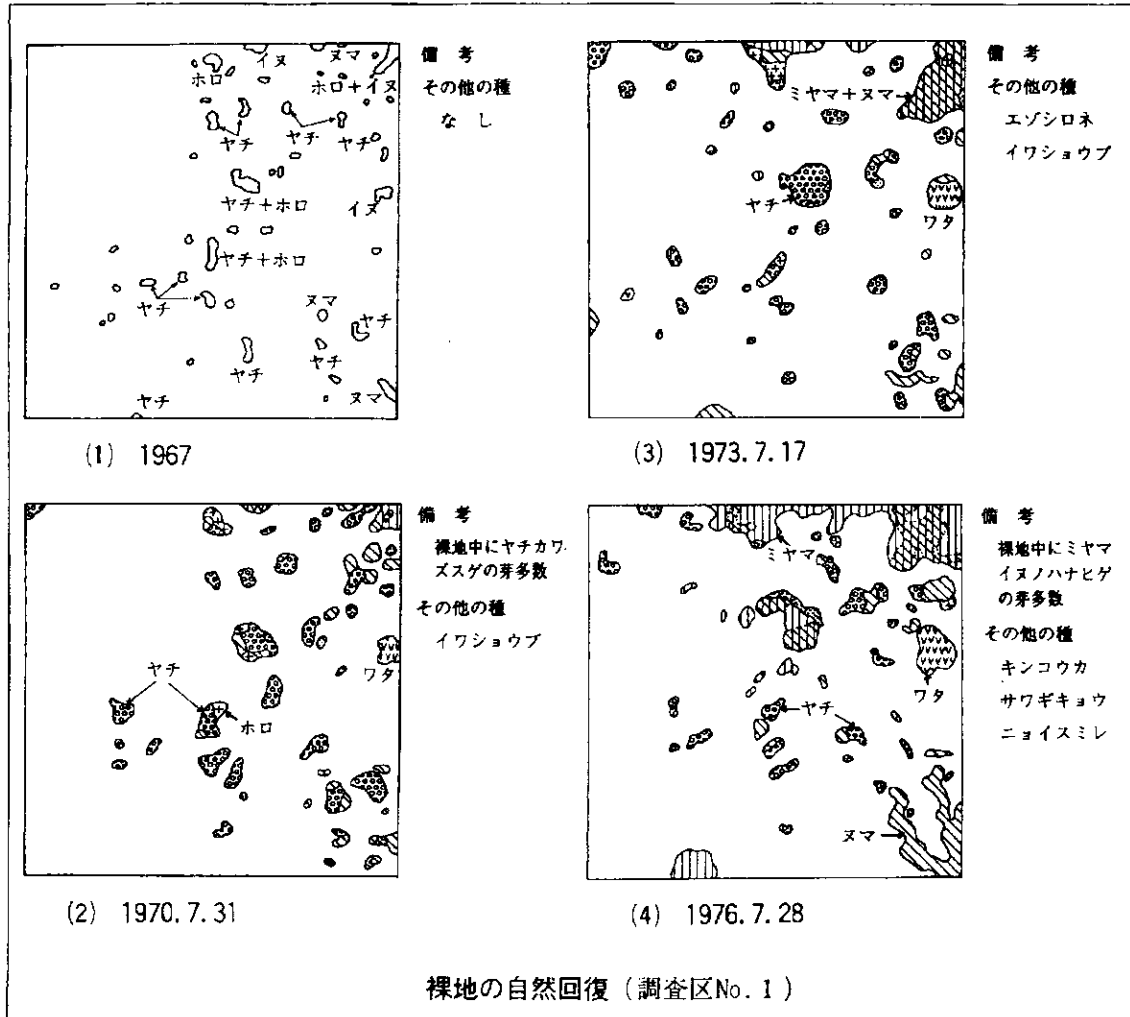 イヌ
ヌマ
ホロ
ホロ+イヌ
ヤチ
ヤチ
ヤチ
ヤチ+ホロ
イヌ
ヤチ+ホロ
ヤチ
ヌマ
ヤチ
ヤチ
ヤチ
ヤチ
ヌマ
備 考
その他の種
な し
(1) 1967
ミヤマ+ヌマ
ヤチ
ワタ
備 考
その他の種
エゾシロネ
イワショウブ
(3) 1973.7.17
ヤチ
ホロ
ワタ
備 考
裸地中にヤチカワ
ズスゲの芽多数
その他の種
イワショウブ
(2) 1970.7.31
ミヤマ
ワタ
ヤチ
ヌマ
備 考
裸地中にミヤマ
イヌノハナヒゲ
の芽多数
その他の種
キンコウカ
サワギキョウ
ニョイスミレ
(4) 1976.7.28
裸地の自然回復(調査区No.1)